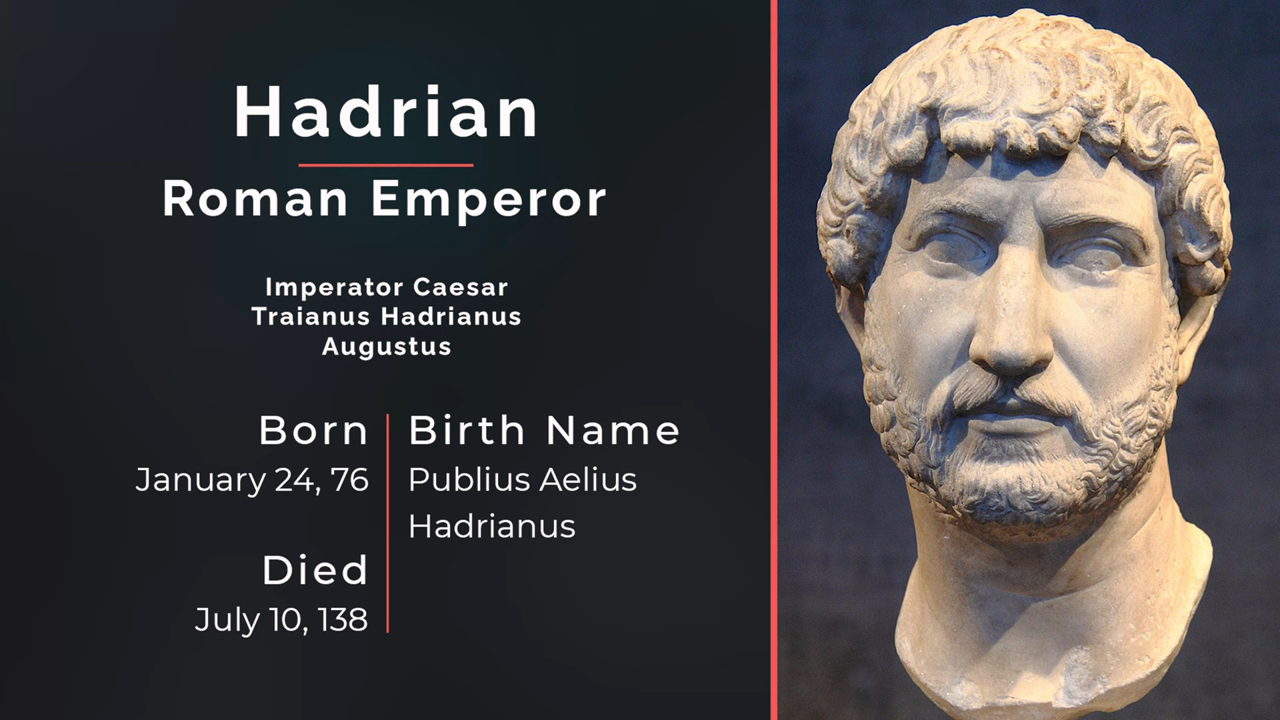 Hadrian
Roman Emperor
Imperator Caesar
Traianus Hadrianus
Augustus
Born
January 24, 76
Died
July 10, 138
Birth Name
Publius Aelius
Hadrianus